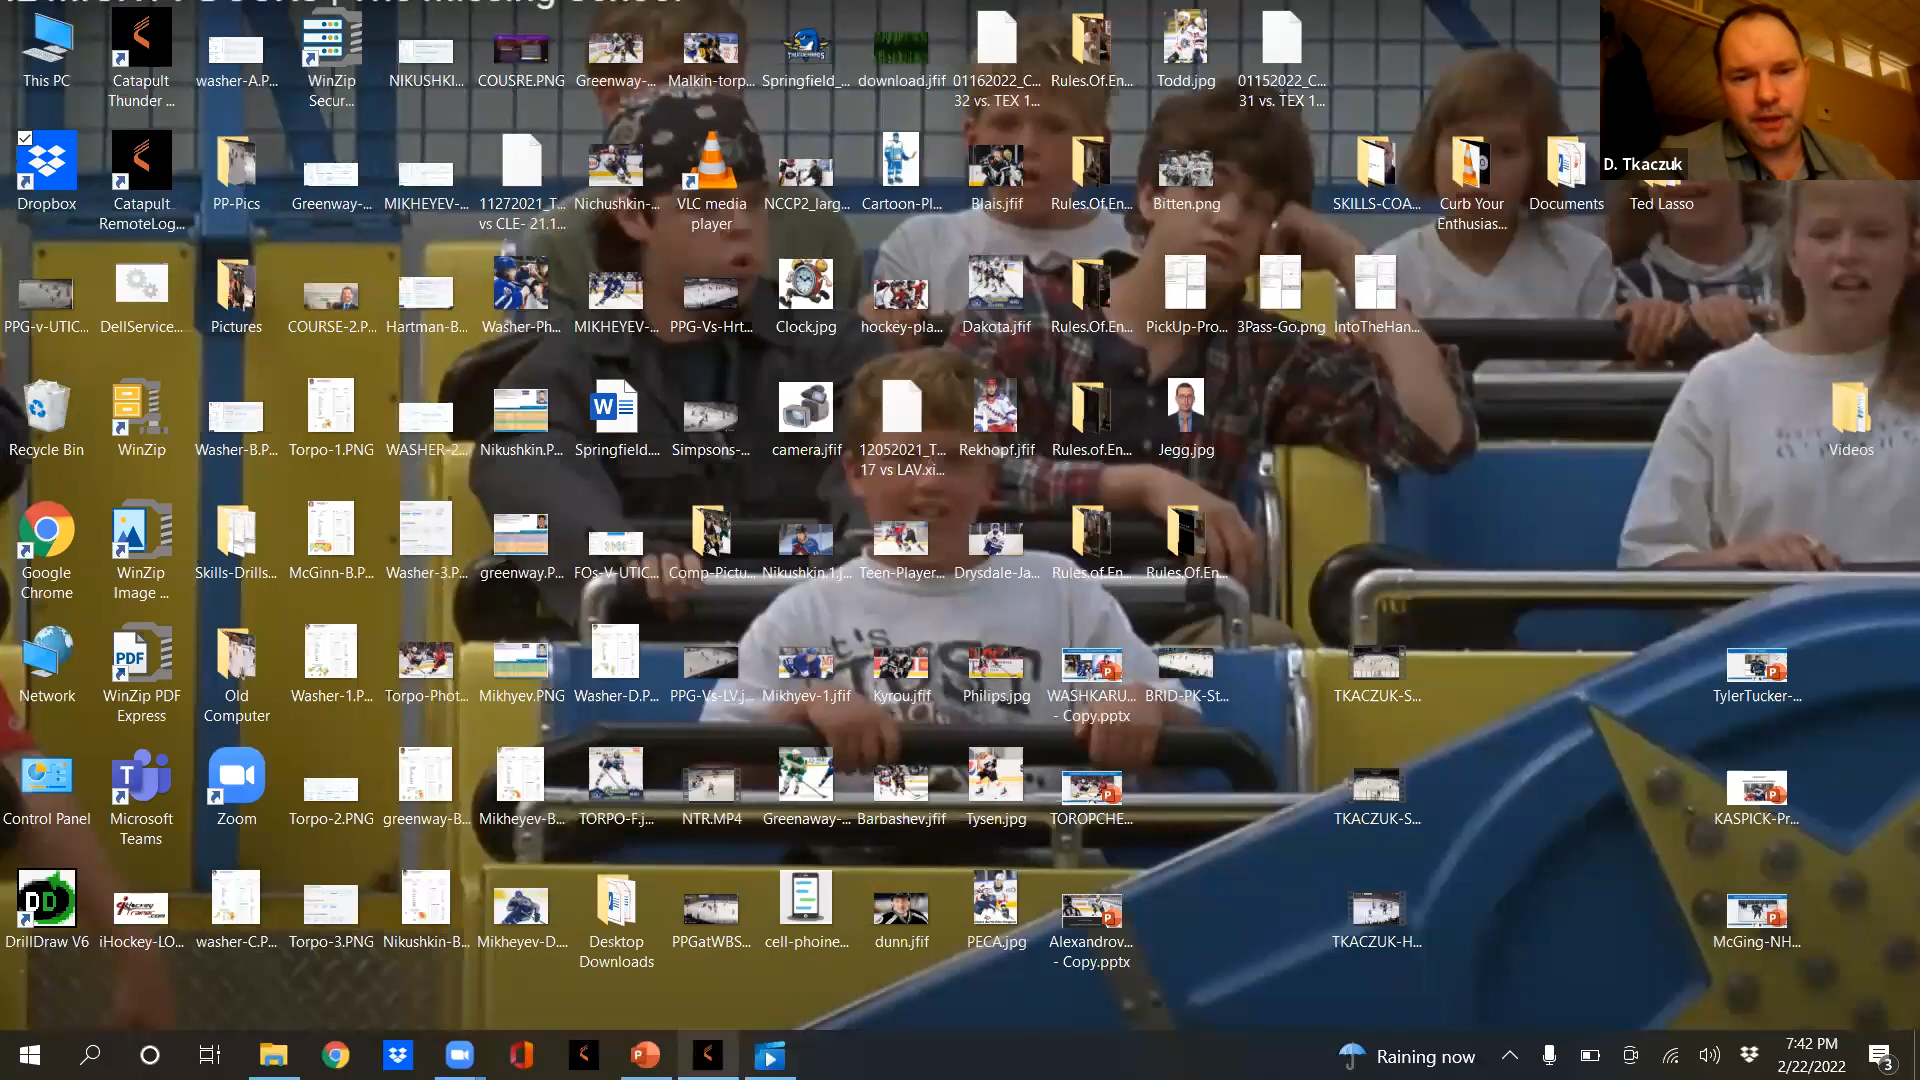 This PC
Catapult Thunder ...
washer-A.P...
WinZip Secur...
NIKUSHKI...
COUSRE.PNG
Greenway-...
Malkin-torp...
Springfield_...
download.jfif
01162022_C... 32 vs. TEX 1...
Rules.Of.En...
Todd.jpg
01152022_C... 31 vs. TEX 1...
D. Tkaczuk
Dropbox
Catapult RemoteLog...
PP-Pics
Greenway-...
MIKHEYEV-...
11272021_T... vs CLE- 21.1...
Nichushkin-...
VLC media player
NCCP2_larg...
Cartoon-Pl...
Blais.jfif
Rules.Of.En...
Bitten.png
SKILLS-COA...
Curb Your Enthusias...
Documents
Ted Lasso
PPG-v-UTIC...
DellService...
Pictures
COURSE-2.P...
Hartman-B...
Washer-Ph...
MIKHEYEV-...
PPG-Vs-Hrt...
Clock.jpg
hockey-pla...
Dakota.jfif
Rules.Of.En...
PickUp-Pro...
3Pass-Go.png
IntoTheHan...
Recycle Bin
WinZip
Washer-B.P...
Torpo-1.PNG
WASHER-2...
Nikushkin.P...
Springfield....
Simpsons-...
camera.jfif
12052021_T... 17 vs LAV.xi...
Rekhopf.jfif
Rules.of.En...
Jegg.jpg
Videos
Google Chrome
WinZip Image ...
Skills-Drills...
McGinn-B.P...
Washer-3.P...
greenway.P...
FOs-V-UTIC...
Comp-Pictu...
Nikushkin.1.j...
Teen-Player...
Drysdale-Ja...
Rules.of.En...
Rules.Of.En...
Network
WinZip PDF Express
Old Computer
Washer-1.P...
Torpo-Phot...
Mikhyev.PNG
Washer-D.P...
PPG-Vs-LV.j...
Mikhyev-1.jfif
Kyrou.jfif
Philips.jpg
WASHKARU... - Copy.pptx
BRID-PK-St...
TKACZUK-S...
TylerTucker-...
Control Panel
Microsoft Teams
Zoom
Torpo-2.PNG
greenway-B...
Mikheyev-B...
TORPO-F.j...
NTR.MP4
Greenaway-...
Barbashev.jfif
Tysen.jpg
TOROPCHE...
TKACZUK-S...
KASPICK-Pr...
DrillDraw V6
iHockey-LO...
washer-C.P...
Torpo-3.PNG
Nikushkin-B...
Mikheyev-D....
Desktop Downloads
PPGatWBS...
cell-phoine...
dunn.jfif
PECA.jpg
Alexandrov... - Copy.pptx
TKACZUK-H...
McGing-NH...
Raining now
7:42 PM
2/22/2022
3